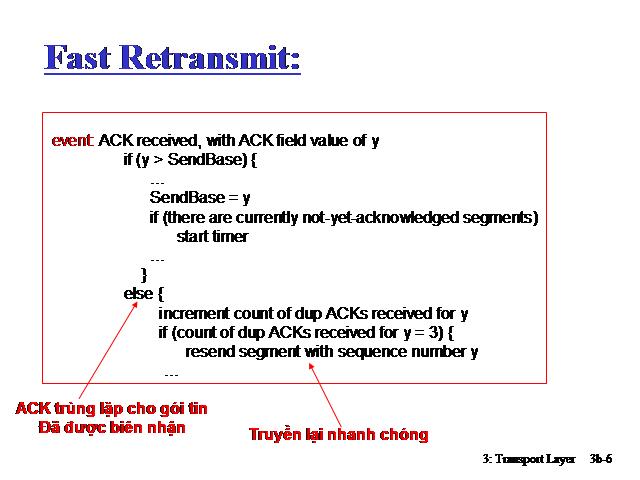 Fast Retransmit:
event: ACK received, with ACK field value of y
if (y > SendBase) {
...
SendBase = y
if (there are currently not-yet-acknowledged segments)
start timer
...
}
else {
increment count of dup ACKs received for y
if (count of dup ACKs received for y = 3) {
resend segment with sequence number y
...
ACK trùng lặp cho gói tin
Đã được biên nhận
Truyền lại nhanh chóng
3: Transport Layer 3b-6